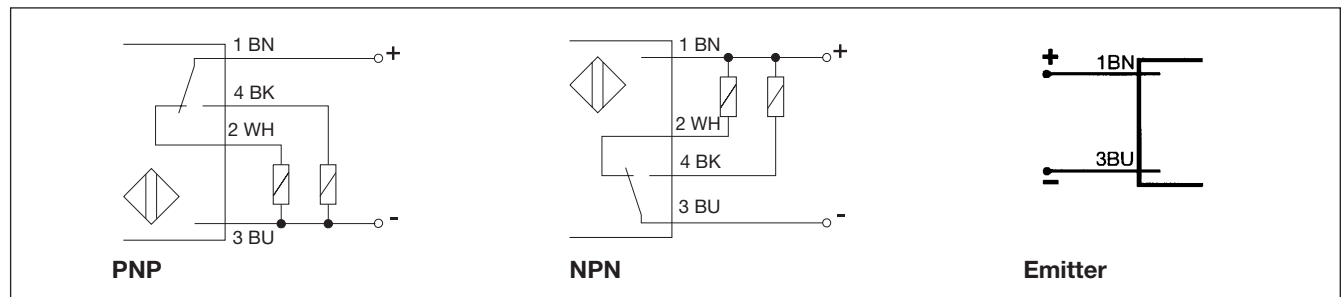 1 BN
+
4 BK
2 WH
-
3 BU
PNP
1 BN
+
2 WH
4 BK
3 BU
-
NPN
+
1BN
3BU
-
Emitter